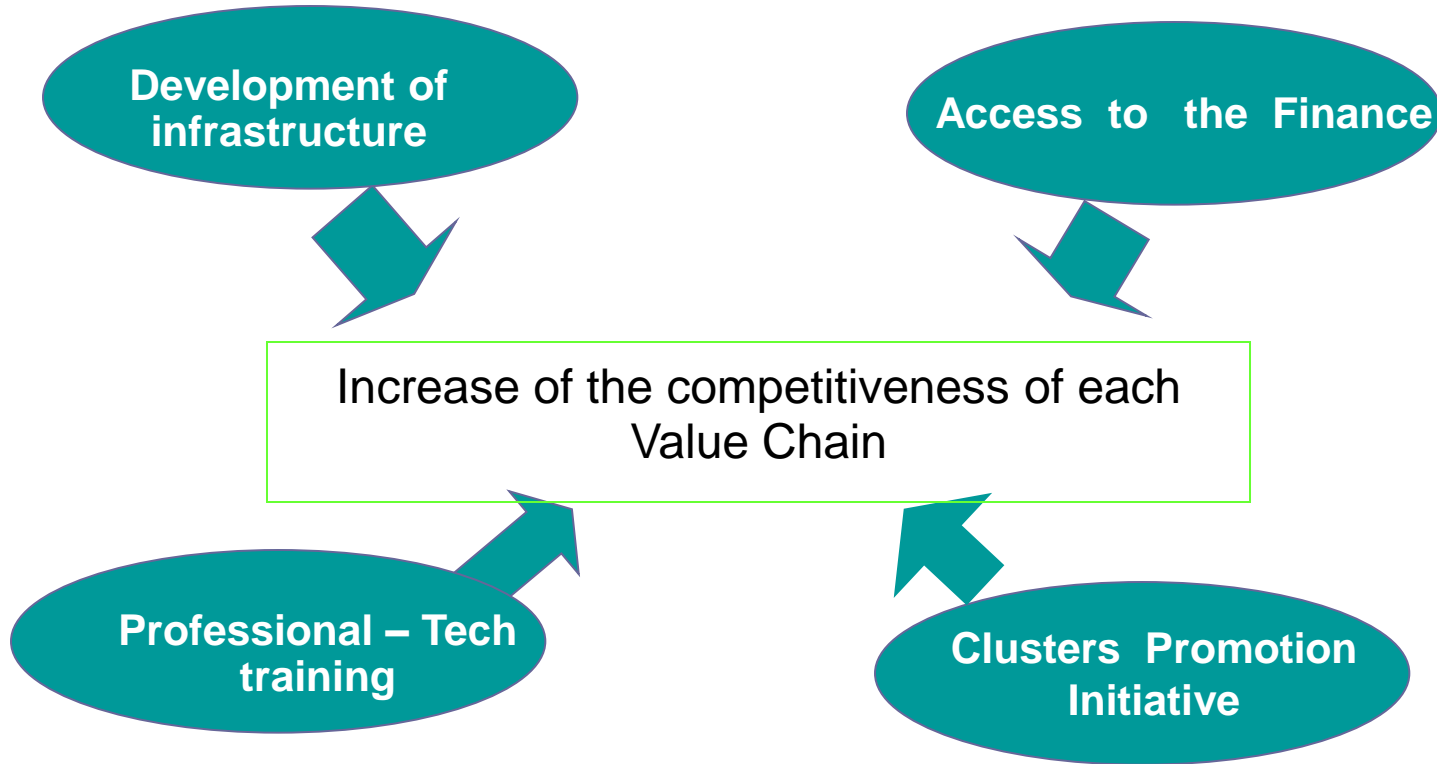 Development of
infrastructure
Access to the Finance
Increase of the competitiveness of each
Value Chain
Professional – Tech
training
Clusters Promotion
Initiative